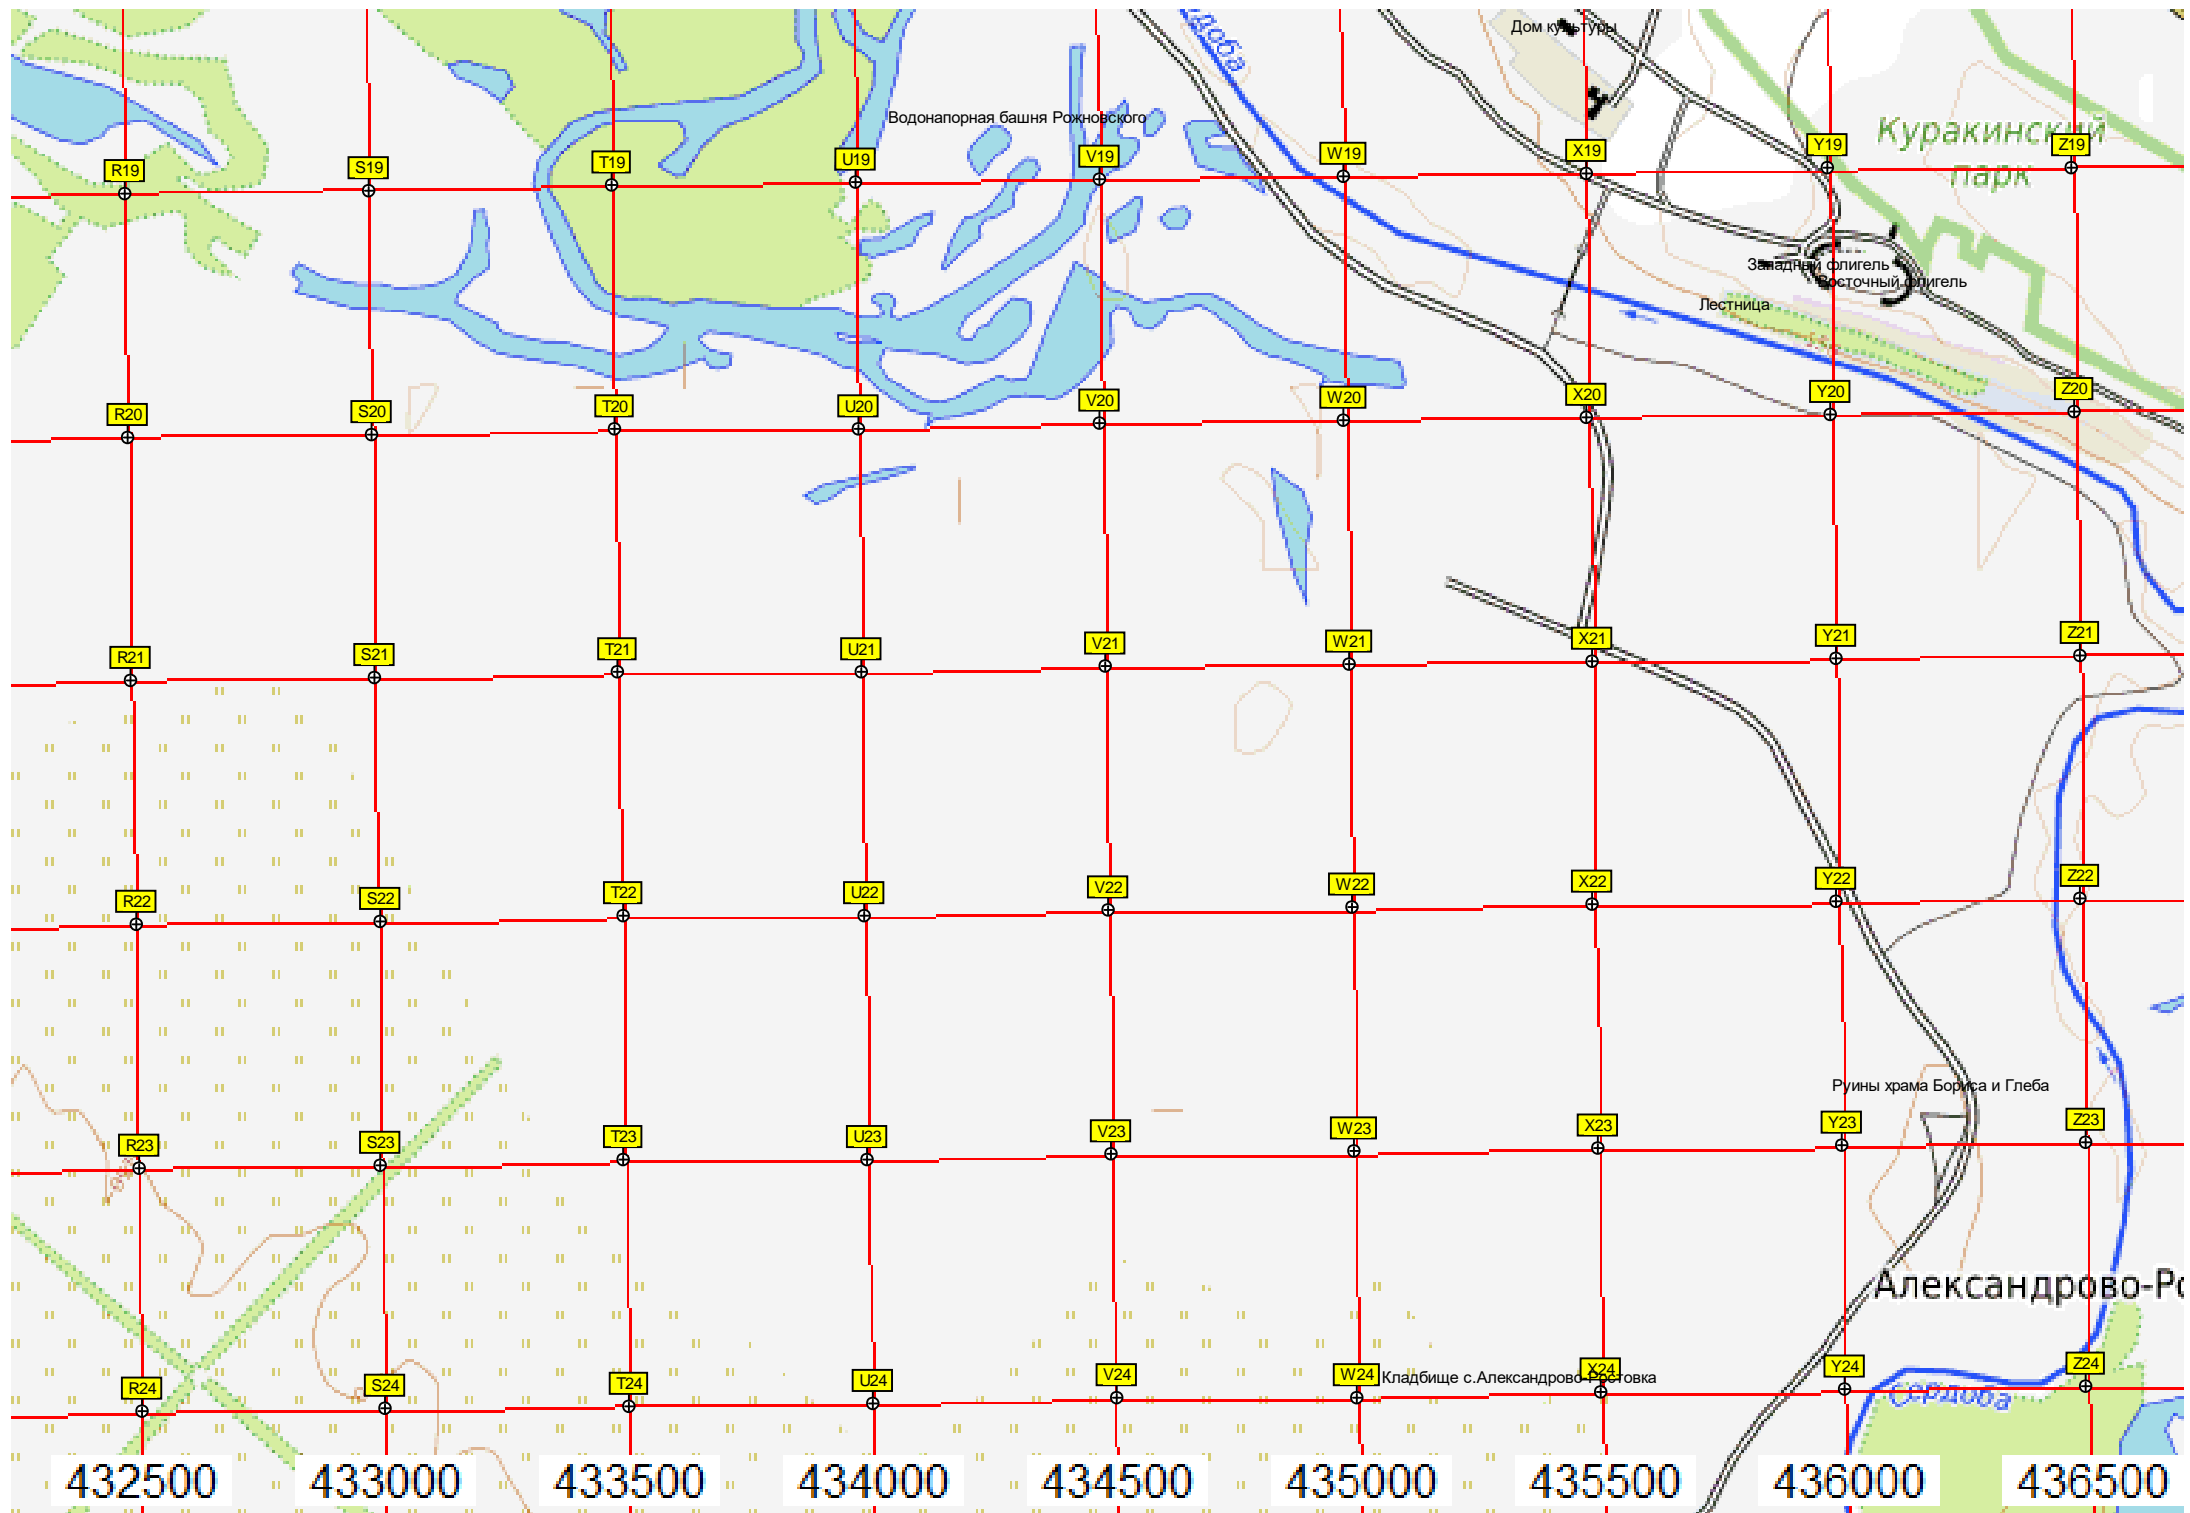 Дом культуры
рдоба
Водонапорная башня Рожновского
Куракинский
парк
R19 S19 T19 U19 V19 W19 X19 Y19 Z19
Западный флигель
Восточный флигель
Лестница
R20 S20 T20 U20 V20 W20 X20 Y20 Z20
R21 S21 T21 U21 V21 W21 X21 Y21 Z21
R22 S22 T22 U22 V22 W22 X22 Y22 Z22
Руины храма Бориса и Глеба
R23 S23 T23 U23 V23 W23 X23 Y23 Z23
Александрово-Ро
R24 S24 T24 U24 V24 W24 X24 Y24 Z24
Кладбище с.Александрово-Ростовка
Сердоба
432500 433000 433500 434000 434500 435000 435500 436000 436500